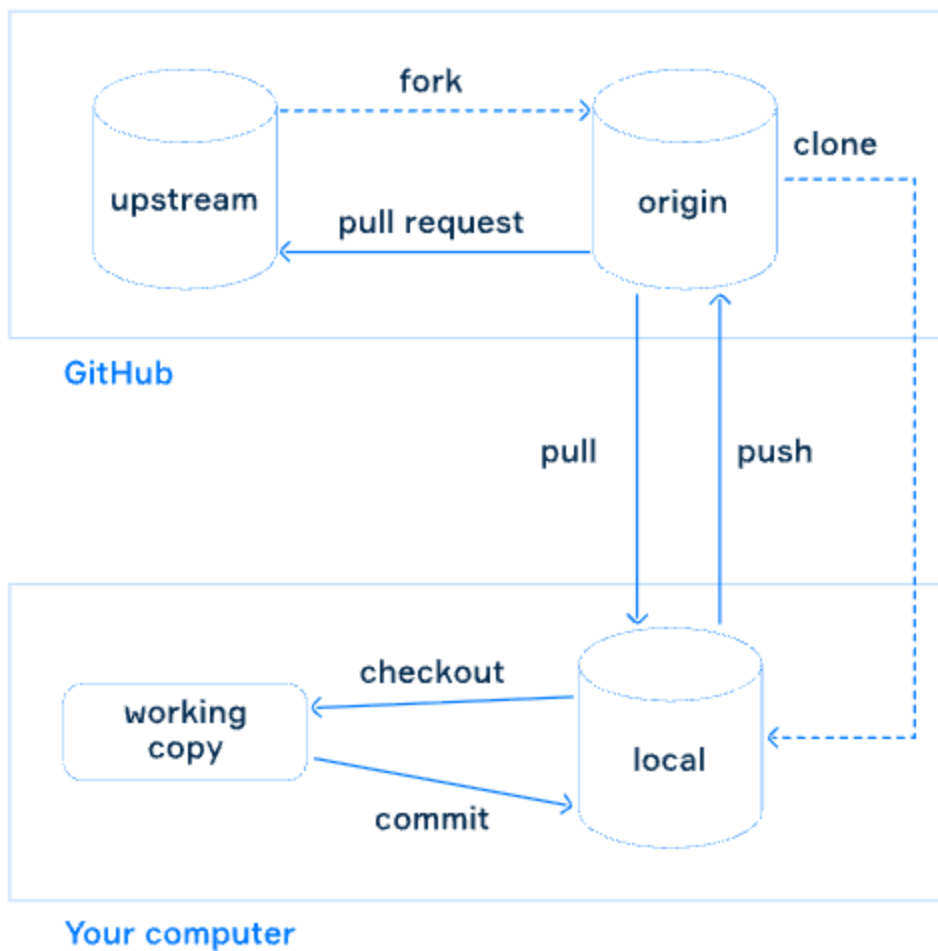 fork
clone
upstream
origin
pull request
GitHub
pull
push
checkout
working
copy
local
commit
Your computer